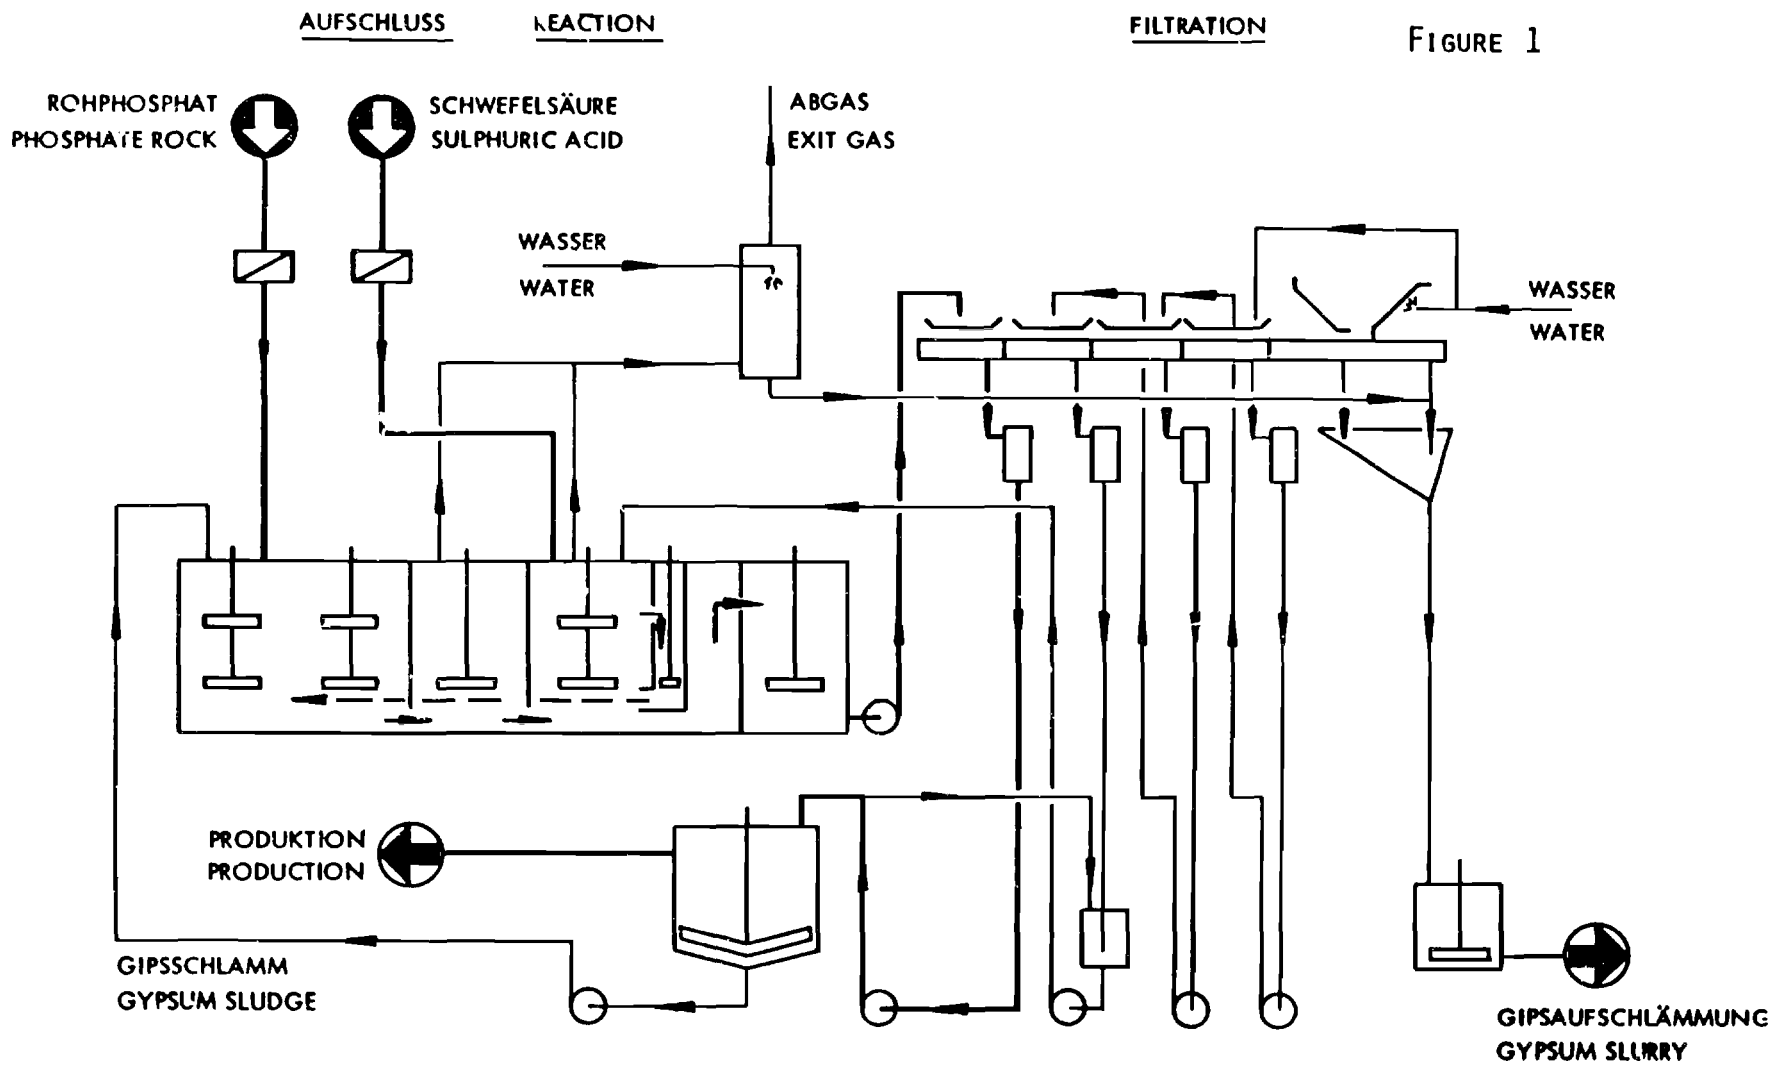 AUFSCHLUSS
REACTION
FILTRATION
FIGURE 1
ROHPHOSPHAT
PHOSPHATE ROCK
SCHWEFELSÄURE
SULPHURIC ACID
ABGAS
EXIT GAS
WASSER
WATER
WASSER
WATER
PRODUKTION
PRODUCTION
GIPSSCHLAMM
GYPSUM SLUDGE
GIPSAUFSCHLÄMMUNG
GYPSUM SLURRY